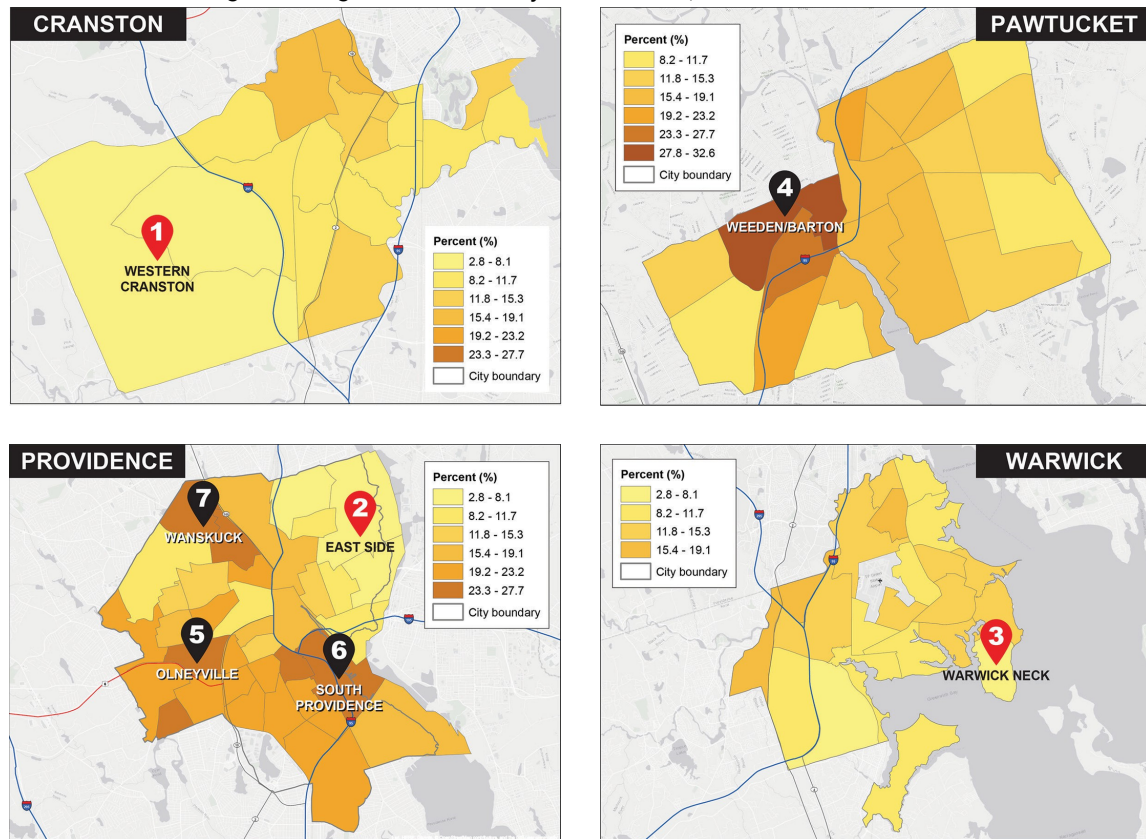 CRANSTON
1
WESTERN
CRANSTON
Percent (%)
2.8 - 8.1
8.2 - 11.7
11.8 - 15.3
15.4 - 19.1
19.2 - 23.2
23.3 - 27.7
City boundary
PAWTUCKET
Percent (%)
8.2 - 11.7
11.8 - 15.3
15.4 - 19.1
19.2 - 23.2
23.3 - 27.7
27.8 - 32.6
City boundary
4
WEEDEN/BARTON
95
PROVIDENCE
Percent (%)
2.8 - 8.1
8.2 - 11.7
11.8 - 15.3
15.4 - 19.1
19.2 - 23.2
23.3 - 27.7
City boundary
7
WANSKUCK
2
EAST SIDE
5
OLNEYVILLE
6
SOUTH
PROVIDENCE
WARWICK
Percent (%)
2.8 - 8.1
8.2 - 11.7
11.8 - 15.3
15.4 - 19.1
City boundary
3
WARWICK NECK